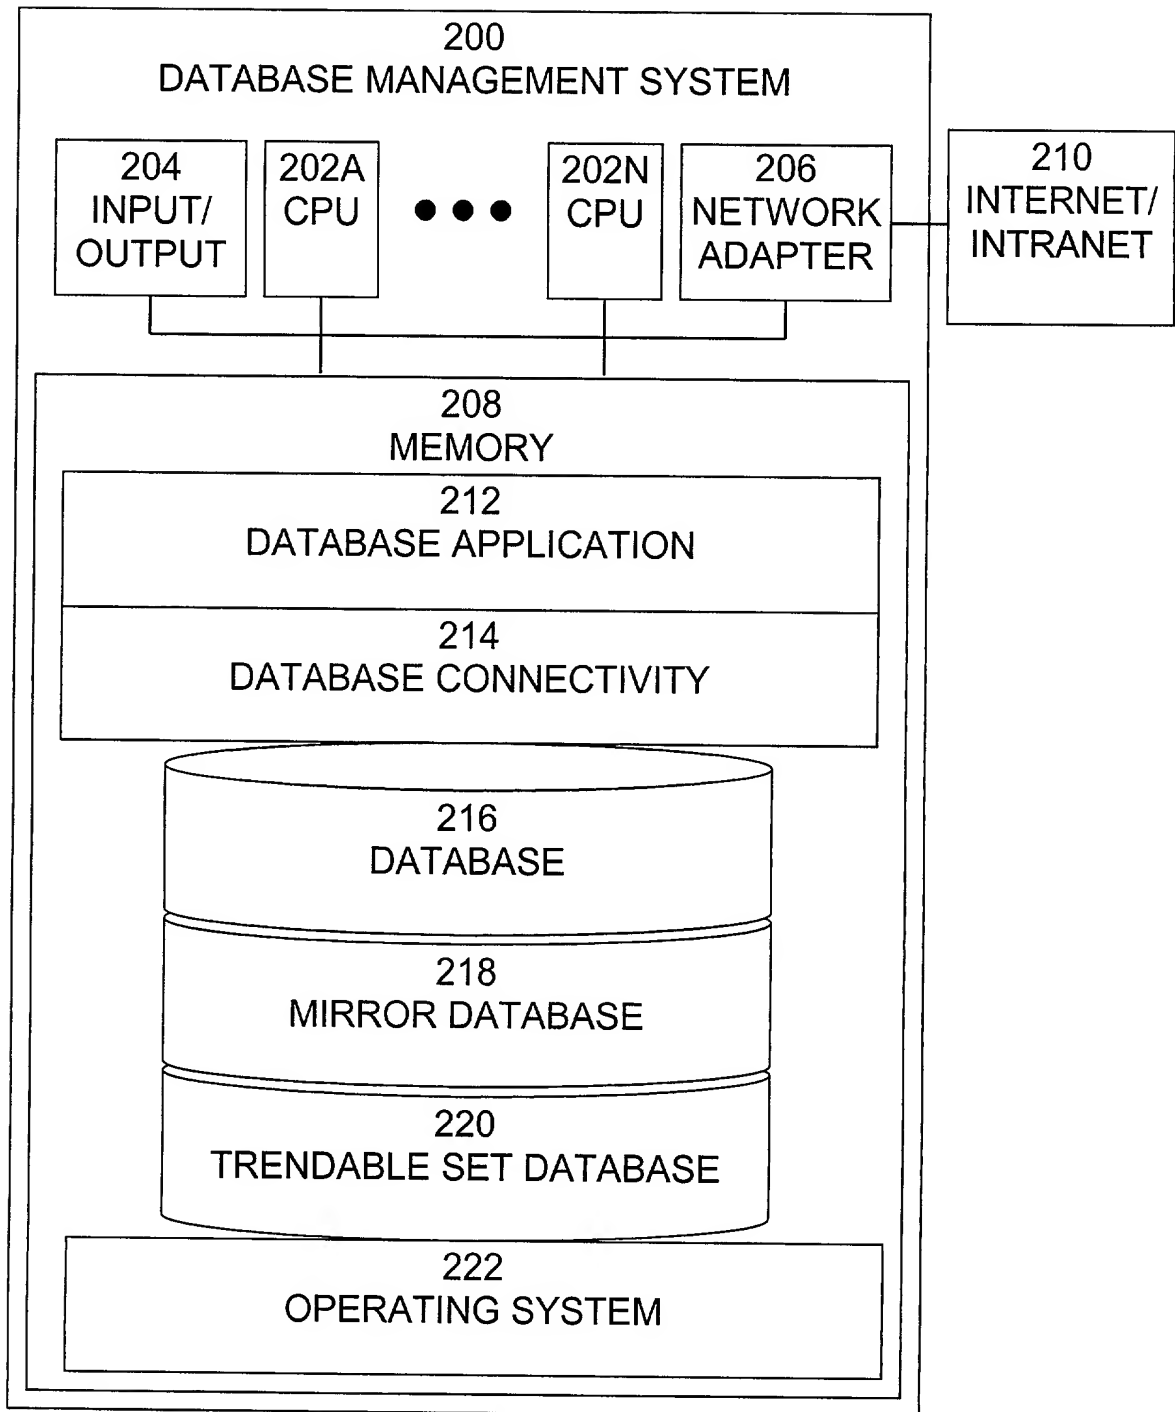 200
DATABASE MANAGEMENT SYSTEM
204
INPUT/
OUTPUT
202A
CPU
202N
CPU
206
NETWORK
ADAPTER
210
INTERNET/
INTRANET
208
MEMORY
212
DATABASE APPLICATION
214
DATABASE CONNECTIVITY
216
DATABASE
218
MIRROR DATABASE
220
TRENDABLE SET DATABASE
222
OPERATING SYSTEM